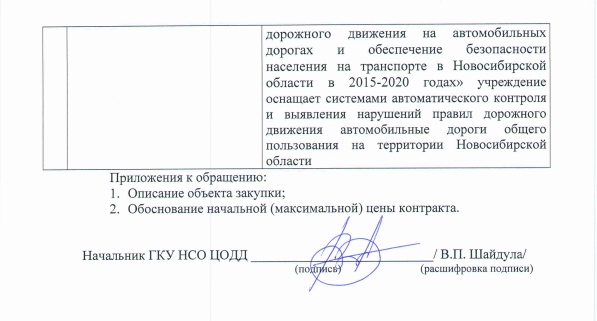 дорожного движения на автомобильных
дорогах и обеспечение безопасности
населения на транспорте в Новосибирской
области в 2015-2020 годах» учреждение
оснащает системами автоматического контроля
и выявления нарушений правил дорожного
движения автомобильные дороги общего
пользования на территории Новосибирской
области
Приложения к обращению:
1. Описание объекта закупки;
2. Обоснование начальной (максимальной) цены контракта.
Начальник ГКУ НСО ЦОДД ____________________________/ В.П. Шайдула/
(подпись) (расшифровка подписи)